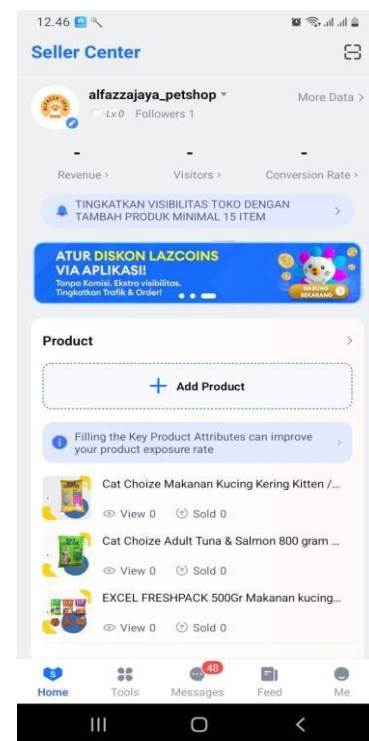 12.46
Seller Center
alfazzajaya_petshop
More Data >
Lv.0 Followers 1
- - -
Revenue > Visitors > Conversion Rate >
TINGKATKAN VISIBILITAS TOKO DENGAN
TAMBAH PRODUK MINIMAL 15 ITEM
ATUR DISKON LAZCOINS
VIA APLIKASI!
Tanpa Komisi. Ekstra visibilitas.
Tingkatkan Trafik & Order!
GABUNG
SEKARANG
Product
+ Add Product
Filling the Key Product Attributes can improve
your product exposure rate
Cat Choize Makanan Kucing Kering Kitten /...
View 0 Sold 0
Cat Choize Adult Tuna & Salmon 800 gram ...
View 0 Sold 0
EXCEL FRESHPACK 500Gr Makanan kucing...
View 0 Sold 0
48
Home Tools Messages Feed Me